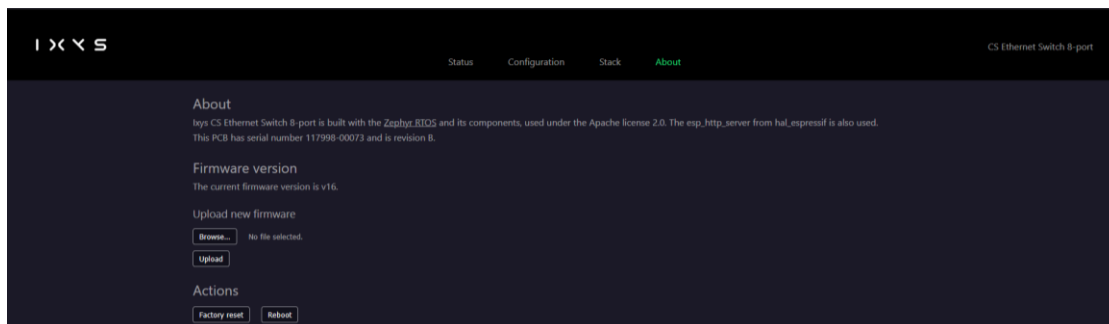 IXYS
CS Ethernet Switch 8-port
Status Configuration Stack About
About
Ixys CS Ethernet Switch 8-port is built with the Zephyr RTOS and its components, used under the Apache license 2.0. The esp_http_server from hal_espressif is also used.
This PCB has serial number 117998-00073 and is revision B.
Firmware version
The current firmware version is v16.
Upload new firmware
Browse... No file selected.
Upload
Actions
Factory reset Reboot